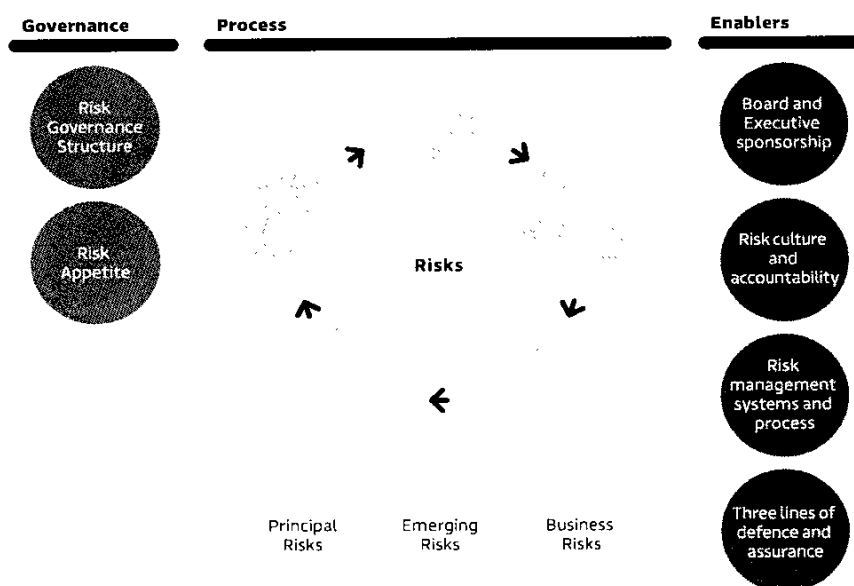 Governance
Process
Enablers
Risk
Governance
Structure
Risk
Appetite
Risks
Principal
Risks
Emerging
Risks
Business
Risks
Board and
Executive
sponsorship
Risk culture
and
accountability
Risk
management
systems and
process
Three lines of
defence and
assurance